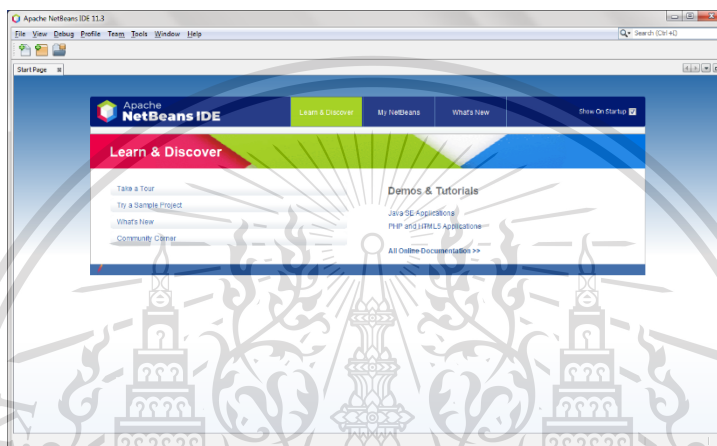 Apache NetBeans IDE 11.3
File View Debug Profile Team Tools Window Help
Search (Ctrl+I)
Start Page
Apache
NetBeans IDE
Learn & Discover
My NetBeans
What's New
Show On Startup
Learn & Discover
Take a Tour
Try a Sample Project
What's New
Community Corner
Demos & Tutorials
Java SE Applications
PHP and HTML5 Applications
All Online Documentation >>